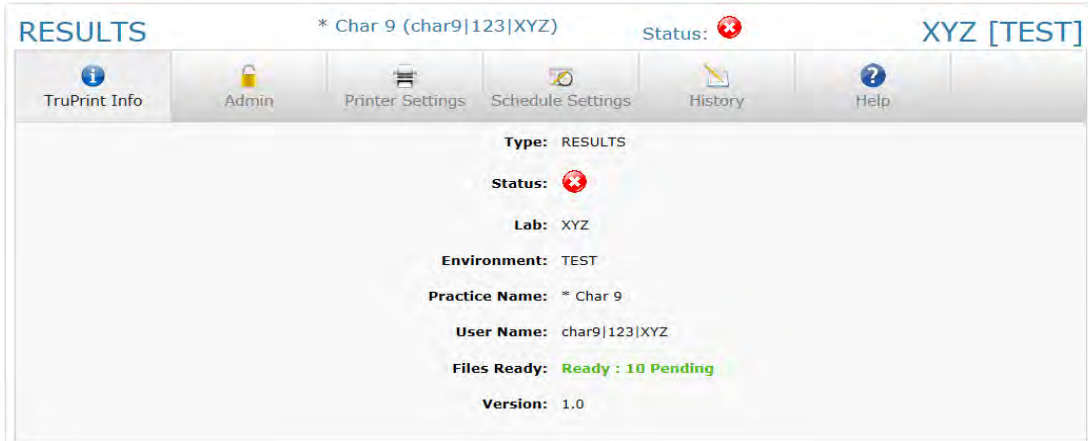 RESULTS * Char 9 (char9|123|XYZ) Status: XYZ [TEST]
TruPrint Info Admin Printer Settings Schedule Settings History Help
Type: RESULTS
Status:
Lab: XYZ
Environment: TEST
Practice Name: * Char 9
User Name: char9|123|XYZ
Files Ready: Ready : 10 Pending
Version: 1.0